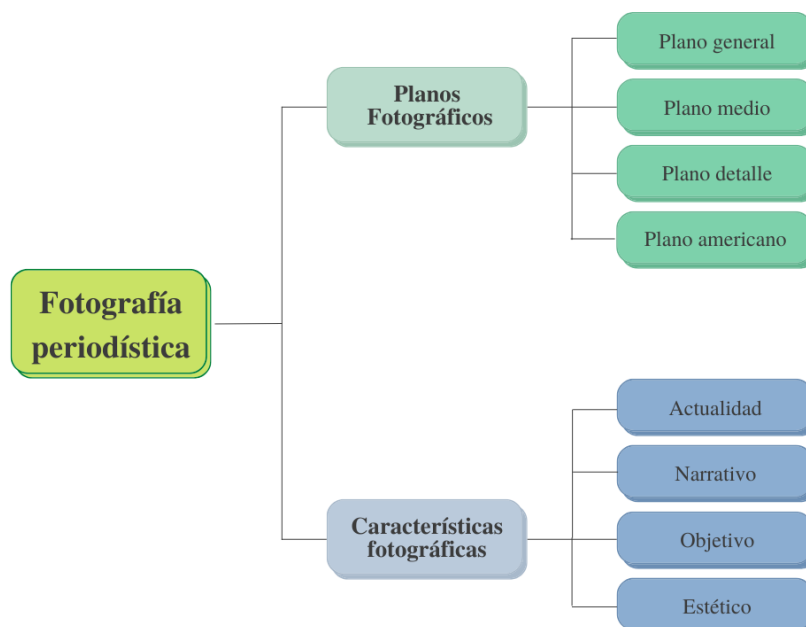 Fotografía
periodística
Planos
Fotográficos
Plano general
Plano medio
Plano detalle
Plano americano
Características
fotográficas
Actualidad
Narrativo
Objetivo
Estético